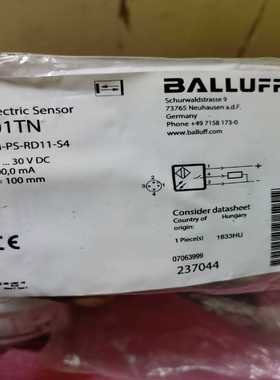 BALLUFF
Schurwaldstrasse 9
73765 Neuhausen a.d.F.
Germany
Phone +49 7158 173-0
www.balluff.com
ectric Sensor
01TN
-PS-RD11-S4
... 30 V DC
00,0 mA
= 100 mm
Consider datasheet
Country of Hungary
origin:
1 Piece(s) 1833HU
07063999
237044
CE